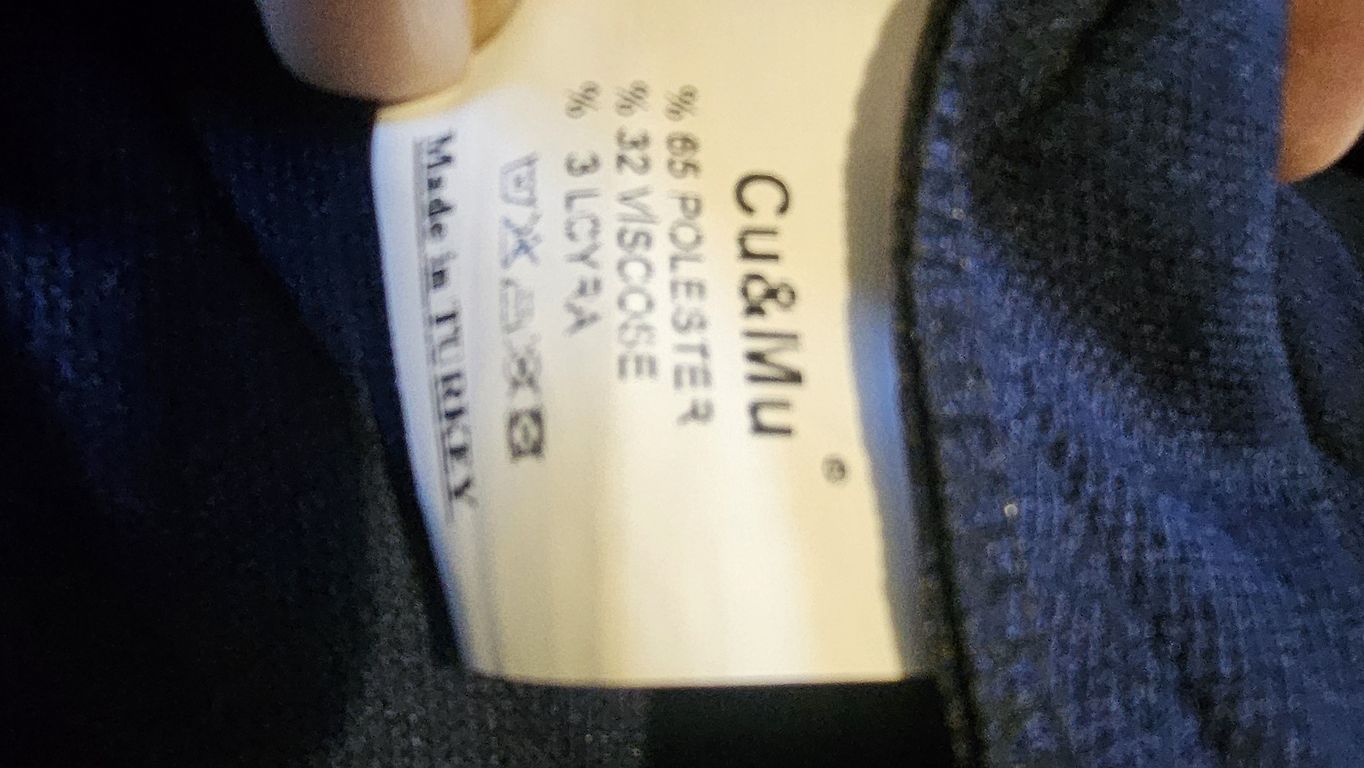 Cu&Mu
®
% 65 POLESTER
% 32 VISCOSE
% 3 LCYRA
Made in TURKEY